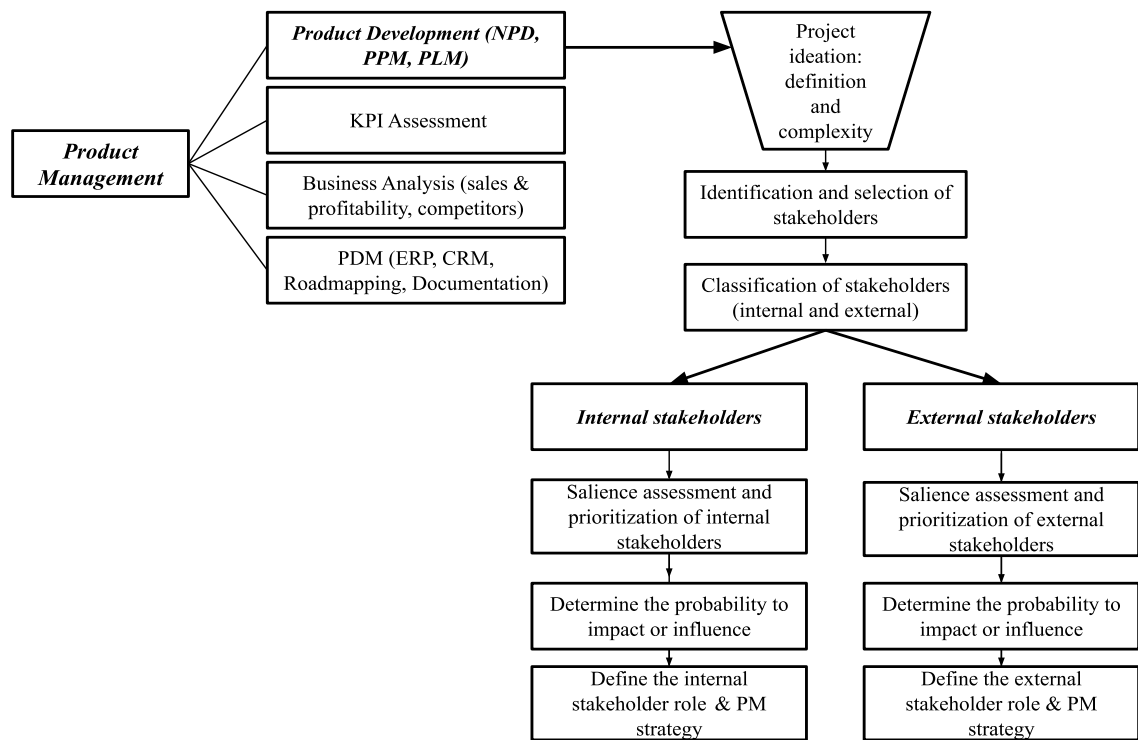 Product Development (NPD,
PPM, PLM)
KPI Assessment
Product
Management
Business Analysis (sales &
profitability, competitors)
PDM (ERP, CRM,
Roadmapping, Documentation)
Project
ideation:
definition
and
complexity
Identification and selection of
stakeholders
Classification of stakeholders
(internal and external)
Internal stakeholders
Salience assessment and
prioritization of internal
stakeholders
Determine the probability to
impact or influence
Define the internal
stakeholder role & PM
strategy
External stakeholders
Salience assessment and
prioritization of external
stakeholders
Determine the probability to
impact or influence
Define the external
stakeholder role & PM
strategy